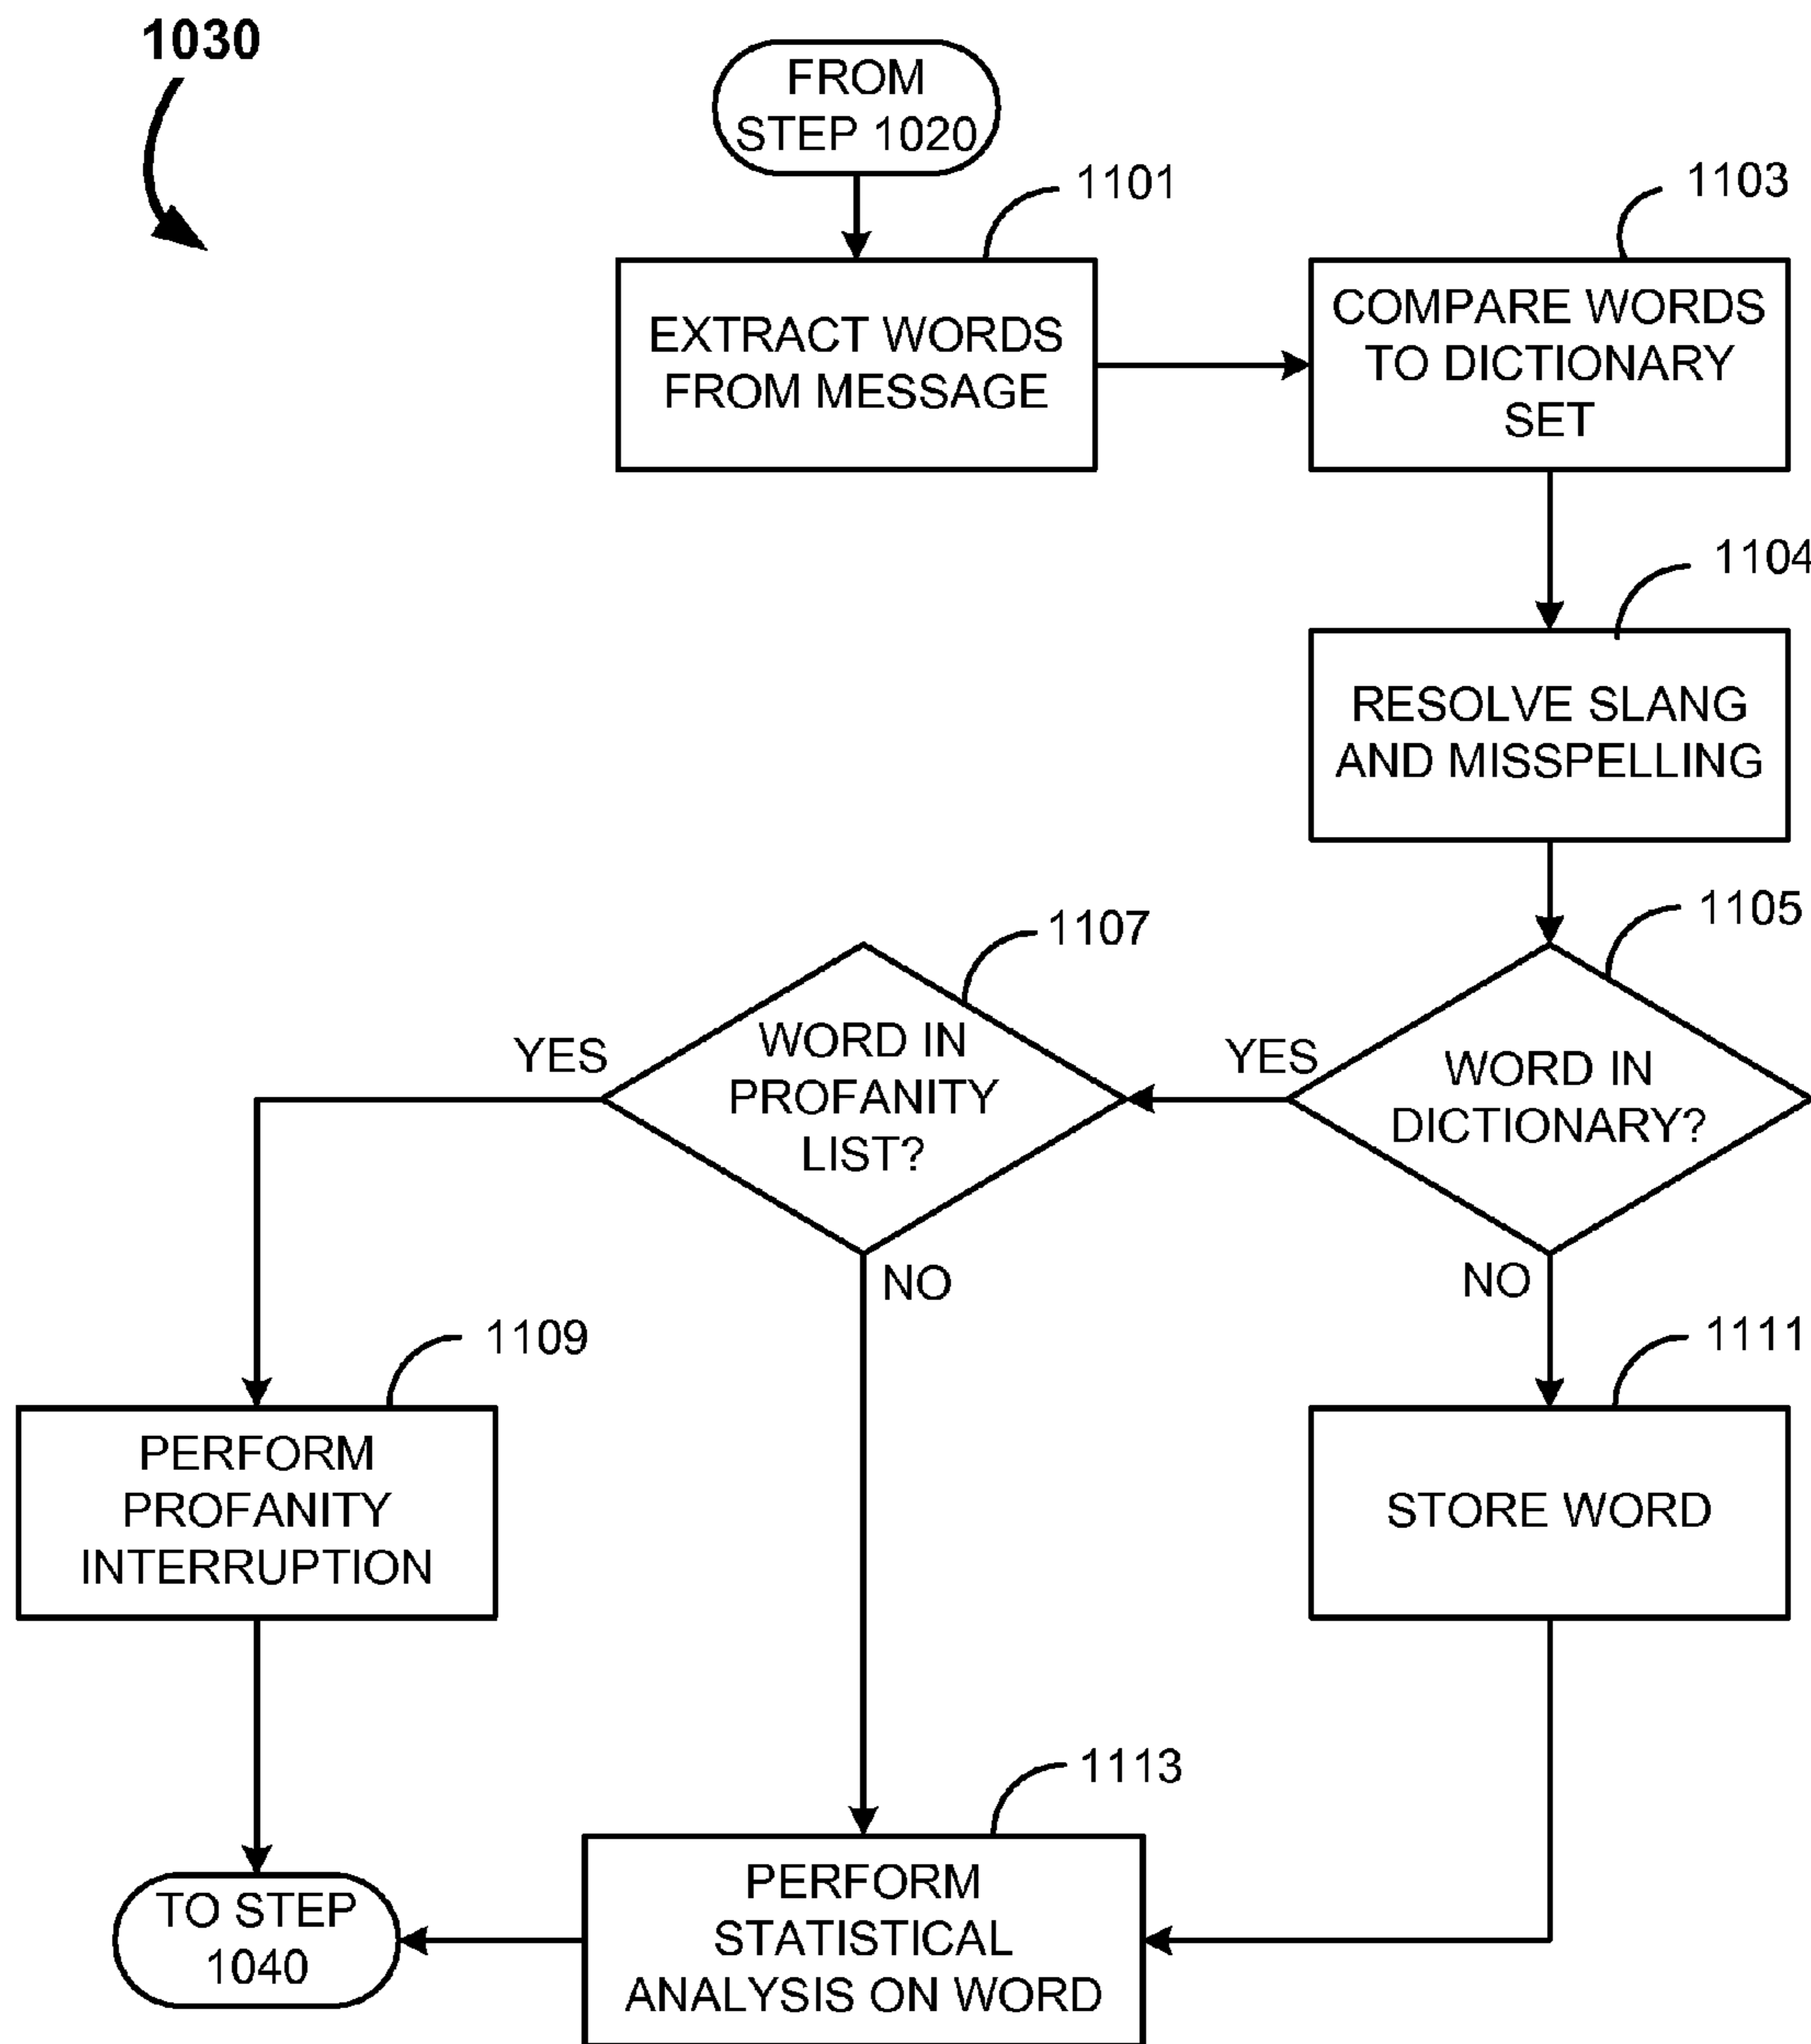 1030
FROM
STEP 1020
1101
1103
EXTRACT WORDS
FROM MESSAGE
COMPARE WORDS
TO DICTIONARY
SET
1104
RESOLVE SLANG
AND MISSPELLING
1105
1107
WORD IN
PROFANITY
LIST?
YES
YES
WORD IN
DICTIONARY?
NO
NO
1109
1111
PERFORM
PROFANITY
INTERRUPTION
STORE WORD
1113
TO STEP
1040
PERFORM
STATISTICAL
ANALYSIS ON WORD